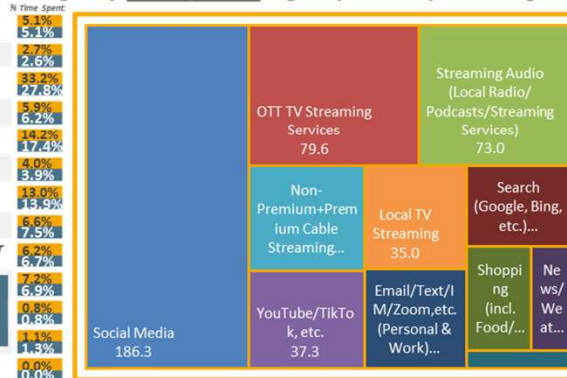 % Time Spent:
5.1%
5.1%
2.7%
2.6%
33.2%
27.8%
5.9%
6.2%
14.2%
17.4%
4.0%
3.9%
13.0%
13.9%
6.6%
7.5%
6.2%
6.7%
7.2%
6.9%
0.8%
0.8%
1.1%
1.3%
0.0%
0.0%
Social Media
186.3
OTT TV Streaming
Services
79.6
Streaming Audio
(Local Radio/
Podcasts/Streaming
Services)
73.0
Non-
Premium+Prem
ium Cable
Streaming...
Local TV
Streaming
35.0
Search
(Google, Bing,
etc.)...
YouTube/TikTo
k, etc.
37.3
Email/Text/I
M/Zoom,etc.
(Personal &
Work)...
Shoppi
ng
(incl.
Food/...
Ne
ws/
We
at...